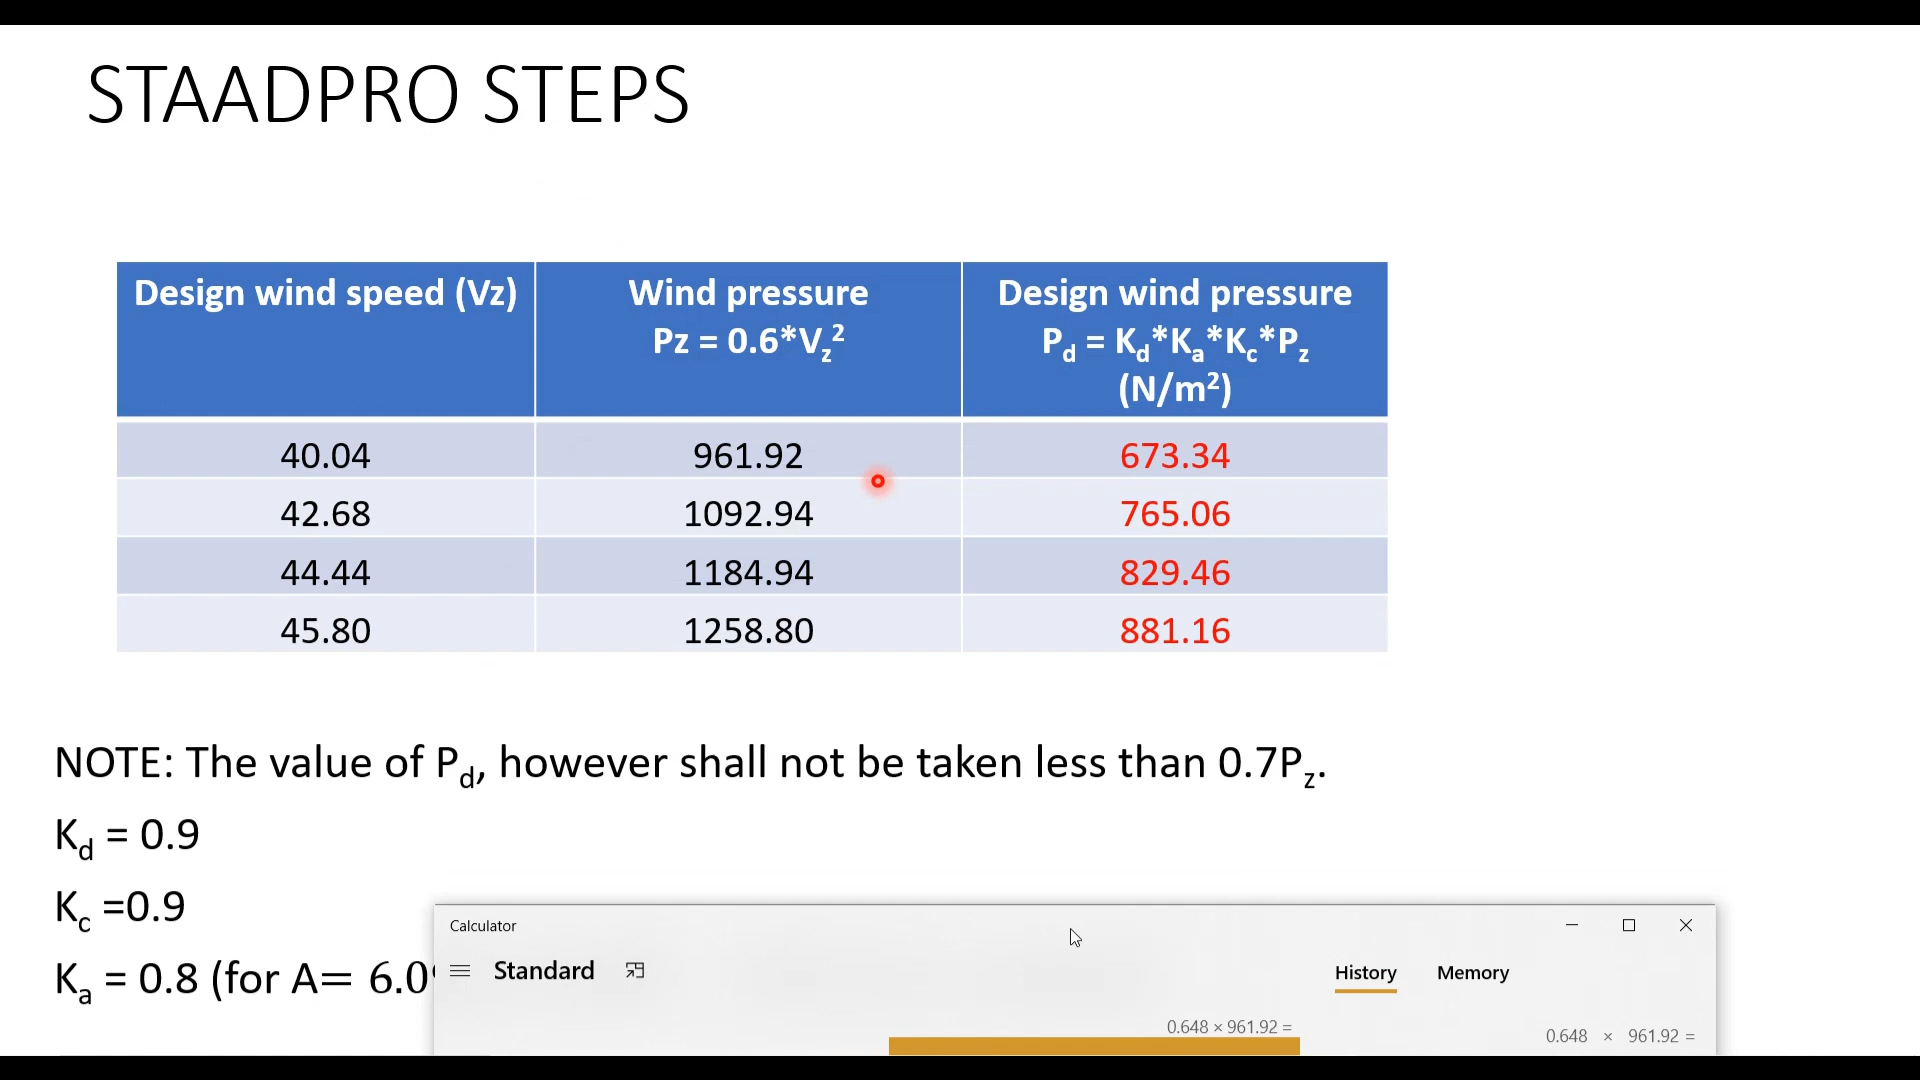 STAADPRO STEPS
Design wind speed (Vz) Wind pressure Design wind pressure
Pz = 0.6*Vz² Pd = Kd*Ka*Kc*Pz
(N/m²)
40.04 961.92 673.34
42.68 1092.94 765.06
44.44 1184.94 829.46
45.80 1258.80 881.16
NOTE: The value of Pd, however shall not be taken less than 0.7Pz.
Kd = 0.9
Kc =0.9
Ka = 0.8 (for A= 6.0
Calculator
Standard
History Memory
0.648 × 961.92 =
0.648 × 961.92 =